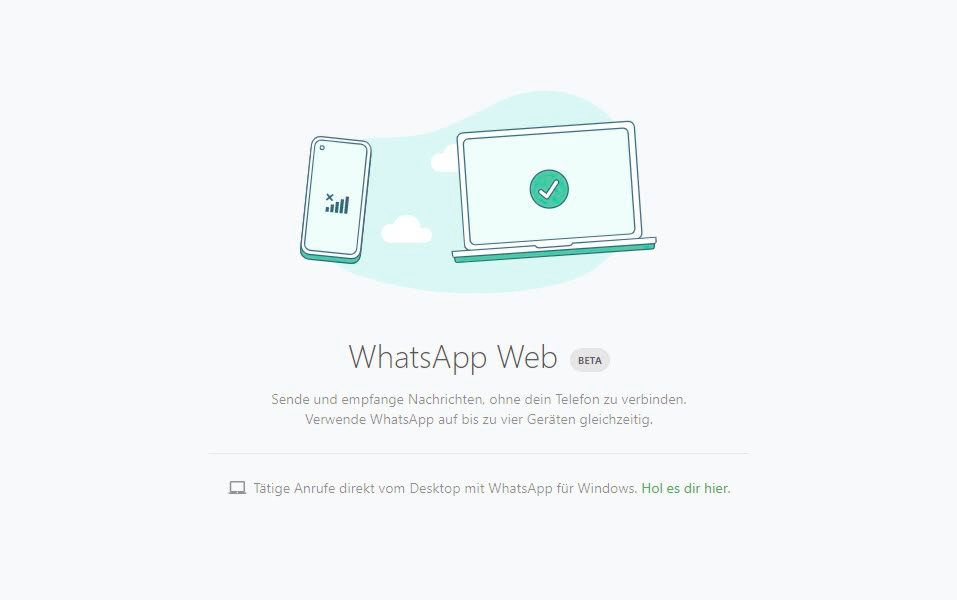 WhatsApp Web BETA
Sende und empfange Nachrichten, ohne dein Telefon zu verbinden.
Verwende WhatsApp auf bis zu vier Geräten gleichzeitig.
Tätige Anrufe direkt vom Desktop mit WhatsApp für Windows. Hol es dir hier.